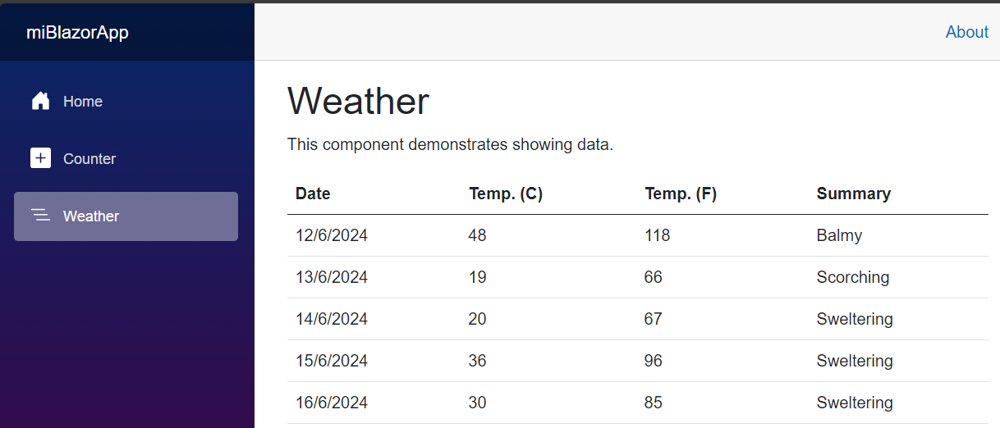 miBlazorApp
About
Home
Counter
Weather
Weather
This component demonstrates showing data.
Date Temp. (C) Temp. (F) Summary
12/6/2024 48 118 Balmy
13/6/2024 19 66 Scorching
14/6/2024 20 67 Sweltering
15/6/2024 36 96 Sweltering
16/6/2024 30 85 Sweltering